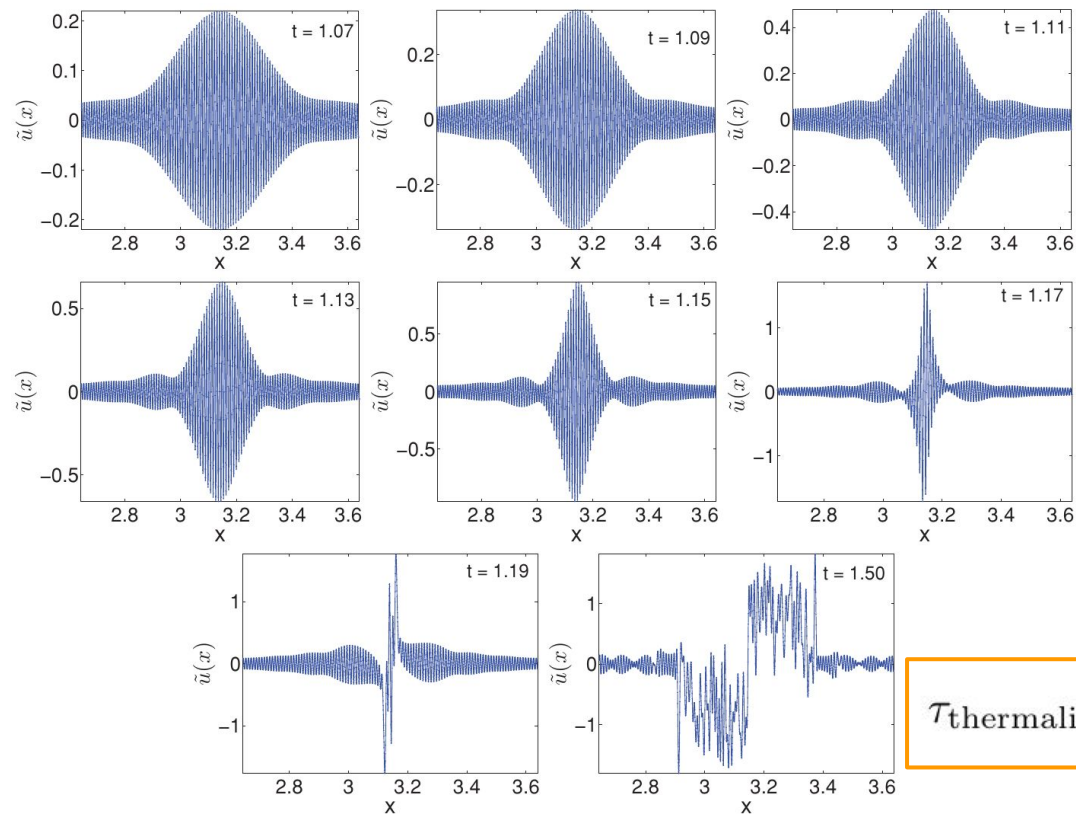 t = 1.07
0.2
0.1
0
−0.1
−0.2
ũ(x)
2.8 3 3.2 3.4 3.6
x
t = 1.09
0.2
0
−0.2
ũ(x)
2.8 3 3.2 3.4 3.6
x
t = 1.11
0.4
0.2
0
−0.2
−0.4
ũ(x)
2.8 3 3.2 3.4 3.6
x
t = 1.13
0.5
0
−0.5
ũ(x)
2.8 3 3.2 3.4 3.6
x
t = 1.15
0.5
0
−0.5
ũ(x)
2.8 3 3.2 3.4 3.6
x
t = 1.17
1
0
−1
ũ(x)
2.8 3 3.2 3.4 3.6
x
t = 1.19
1
0
−1
ũ(x)
2.8 3.0 3.2 3.4 3.6
x
t = 1.50
1
0
−1
ũ(x)
2.8 3.0 3.2 3.4 3.6
x
τthermali